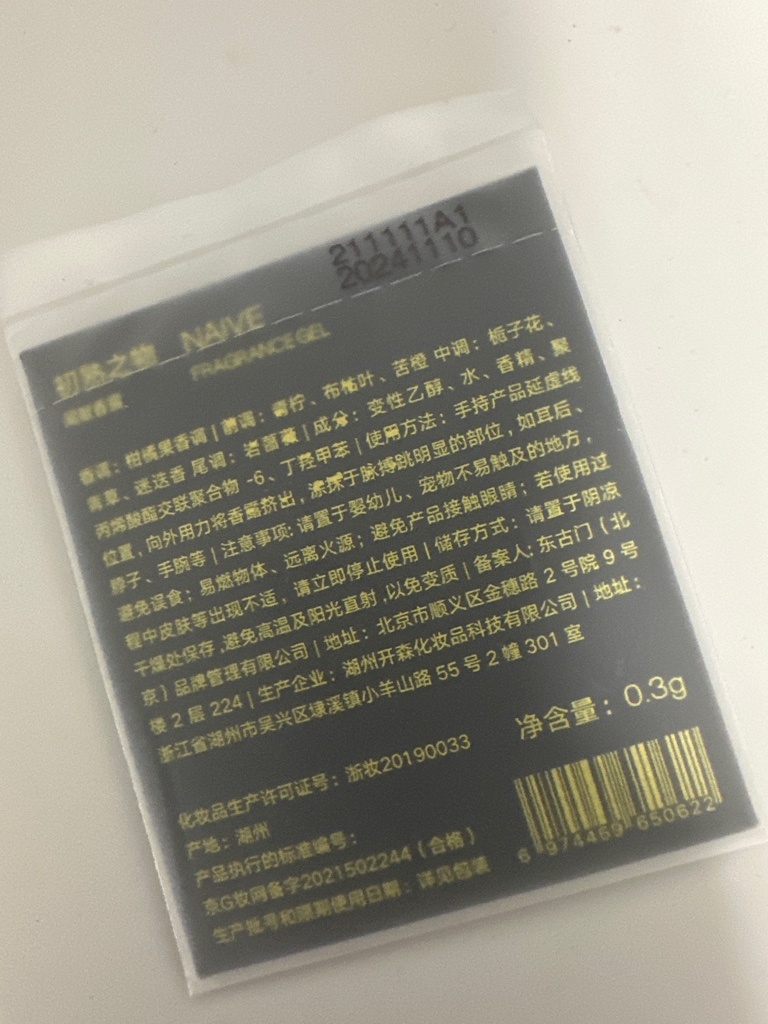 211111A1
20241110
初熟之物 NAIVE
FRAGRANCE GEL
香调：柑橘果香调 | 前调：青柠、布枯叶、苦橙 中调：栀子花、
迷迭香 尾调：岩蔷薇 | 成分：变性乙醇、水、香精、聚
丙烯酸酯交联聚合物 -6、丁羟甲苯 | 使用方法：手持产品延虚线
位置，向外用力将香膏挤出，涂抹于脉搏跳明显的部位，如耳后、
脖子、手腕等 | 注意事项: 请置于婴幼儿、宠物不易触及的地方，
避免误食；易燃物体、远离火源；避免产品接触眼睛；若使用过
程中皮肤等出现不适，请立即停止使用 | 储存方式：请置于阴凉
干燥处保存,避免高温及阳光直射,以免变质 | 备案人: 东古门（北
京）品牌管理有限公司 | 地址：北京市顺义区金穗路 2 号院 9 号
楼 2 层 224 | 生产企业：湖州开森化妆品科技有限公司 | 地址：
浙江省湖州市吴兴区埭溪镇小羊山路 55 号 2 幢 301 室
净含量：0.3g
化妆品生产许可证号：浙妆20190033
产地：湖州
产品执行的标准编号：
京G妆网备字2021502244（合格）
生产批号和限期使用日期：详见包装
6 974469 650622